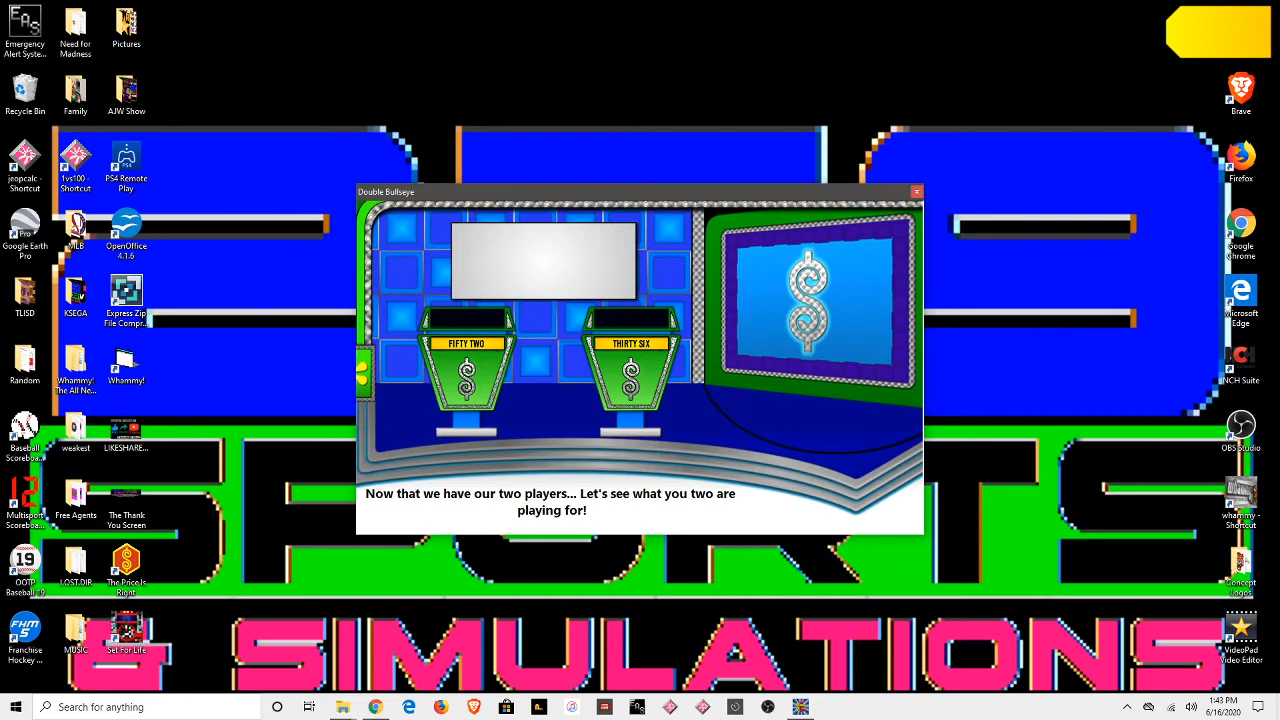 Emergency
Alert Syste...
Need for
Madness
Pictures
Recycle Bin
Family
AJW Show
Brave
jeopcalc -
Shortcut
1vs100 -
Shortcut
PS4 Remote
Play
Firefox
Double Bullseye
Google Earth
Pro
MLB
OpenOffice
4.1.6
Google
Chrome
TLISD
KSEGA
Express Zip
File Compr...
Microsoft
Edge
FIFTY TWO
THIRTY SIX
Random
Whammy!
The All Ne...
Whammy!
NCH Suite
Baseball
Scoreboa...
weakest
LIKESHARE...
OBS Studio
Now that we have our two players... Let's see what you two are
playing for!
Multisport
Scoreboa...
Free Agents
The Thank
You Screen
whammy -
Shortcut
SPORTS
OOTP
Baseball 19
LOST.DIR
The Price Is
Right
Concept
Logos
& SIMULATIONS
Franchise
Hockey ...
MUSIC
Set For Life
VideoPad
Video Editor
Search for anything
1:43 PM
6/16/2020